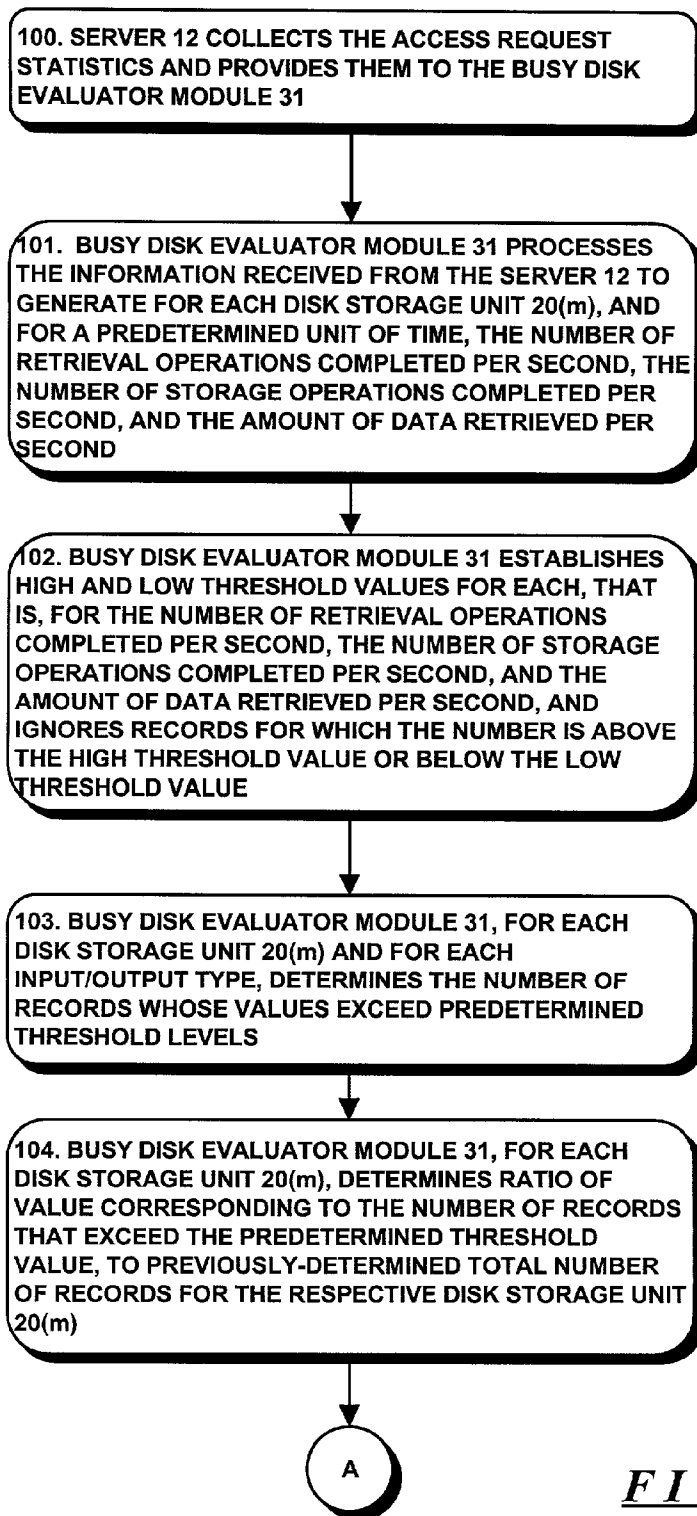 100. SERVER 12 COLLECTS THE ACCESS REQUEST
STATISTICS AND PROVIDES THEM TO THE BUSY DISK
EVALUATOR MODULE 31
101. BUSY DISK EVALUATOR MODULE 31 PROCESSES
THE INFORMATION RECEIVED FROM THE SERVER 12 TO
GENERATE FOR EACH DISK STORAGE UNIT 20(m), AND
FOR A PREDETERMINED UNIT OF TIME, THE NUMBER OF
RETRIEVAL OPERATIONS COMPLETED PER SECOND, THE
NUMBER OF STORAGE OPERATIONS COMPLETED PER
SECOND, AND THE AMOUNT OF DATA RETRIEVED PER
SECOND
102. BUSY DISK EVALUATOR MODULE 31 ESTABLISHES
HIGH AND LOW THRESHOLD VALUES FOR EACH, THAT
IS, FOR THE NUMBER OF RETRIEVAL OPERATIONS
COMPLETED PER SECOND, THE NUMBER OF STORAGE
OPERATIONS COMPLETED PER SECOND, AND THE
AMOUNT OF DATA RETRIEVED PER SECOND, AND
IGNORES RECORDS FOR WHICH THE NUMBER IS ABOVE
THE HIGH THRESHOLD VALUE OR BELOW THE LOW
THRESHOLD VALUE
103. BUSY DISK EVALUATOR MODULE 31, FOR EACH
DISK STORAGE UNIT 20(m) AND FOR EACH
INPUT/OUTPUT TYPE, DETERMINES THE NUMBER OF
RECORDS WHOSE VALUES EXCEED PREDETERMINED
THRESHOLD LEVELS
104. BUSY DISK EVALUATOR MODULE 31, FOR EACH
DISK STORAGE UNIT 20(m), DETERMINES RATIO OF
VALUE CORRESPONDING TO THE NUMBER OF RECORDS
THAT EXCEED THE PREDETERMINED THRESHOLD
VALUE, TO PREVIOUSLY-DETERMINED TOTAL NUMBER
OF RECORDS FOR THE RESPECTIVE DISK STORAGE UNIT
20(m)
A
F I